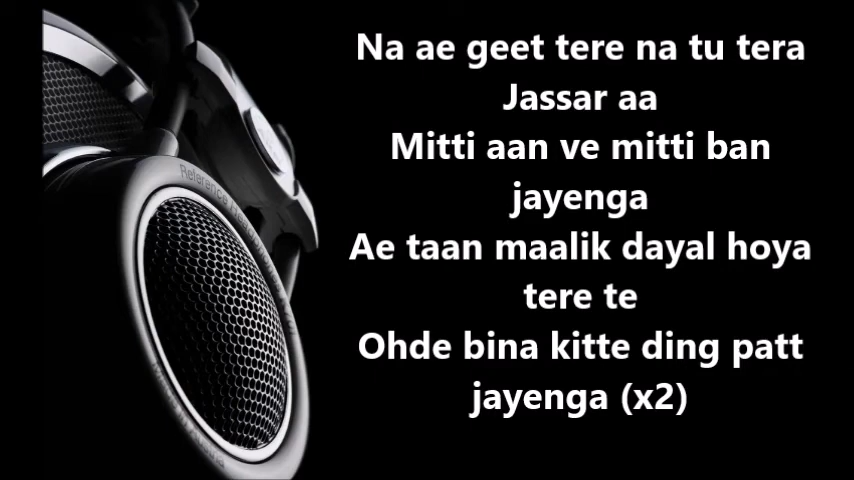 Na ae geet tere na tu tera
Jassar aa
Mitti aan ve mitti ban
jayenga
Ae taan maalik dayal hoya
tere te
Ohde bina kitte ding patt
jayenga (x2)
Reference